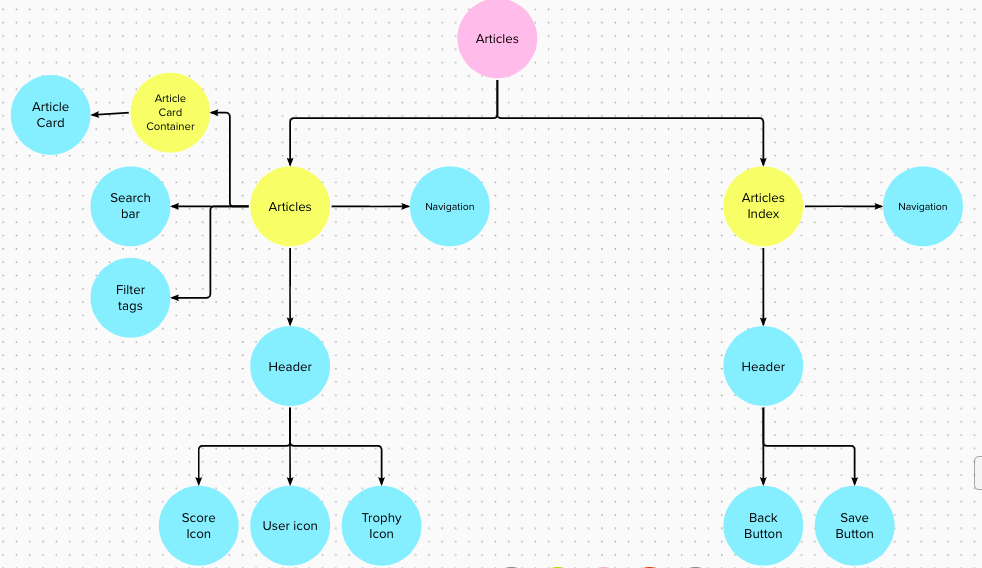 Articles
Article
Card
Article
Card
Container
Search
bar
Articles
Navigation
Articles
Index
Navigation
Filter
tags
Header
Header
Score
Icon
User icon
Trophy
Icon
Back
Button
Save
Button